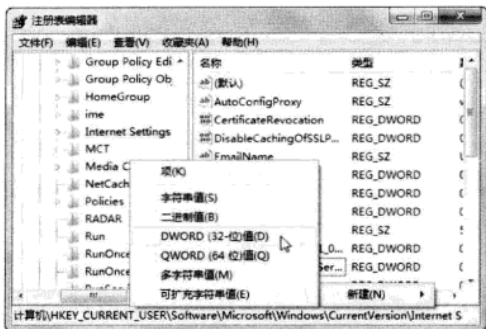 注册表编辑器
文件(F) 编辑(E) 查看(V) 收藏夹(A) 帮助(H)
Group Policy Edi
Group Policy Ob
HomeGroup
ime
Internet Settings
MCT
Media C
NetCach
Policies
RADAR
Run
RunOnce
RunOnce
名称 类型
(默认) REG_SZ
AutoConfigProxy REG_SZ
CertificateRevocation REG_DWORD
DisableCachingOfSSLP... REG_DWORD
EmailName REG_SZ
REG_DWORD
REG_DWORD
REG_DWORD
REG_SZ
1_0... REG_DWORD
Ser... REG_DWORD
项(K)
字符串值(S)
二进制值(B)
DWORD (32-位)值(D)
QWORD (64 位)值(Q)
多字符串值(M)
可扩充字符串值(E)
新建(N)
计算机\HKEY_CURRENT_USER\Software\Microsoft\Windows\CurrentVersion\Internet S